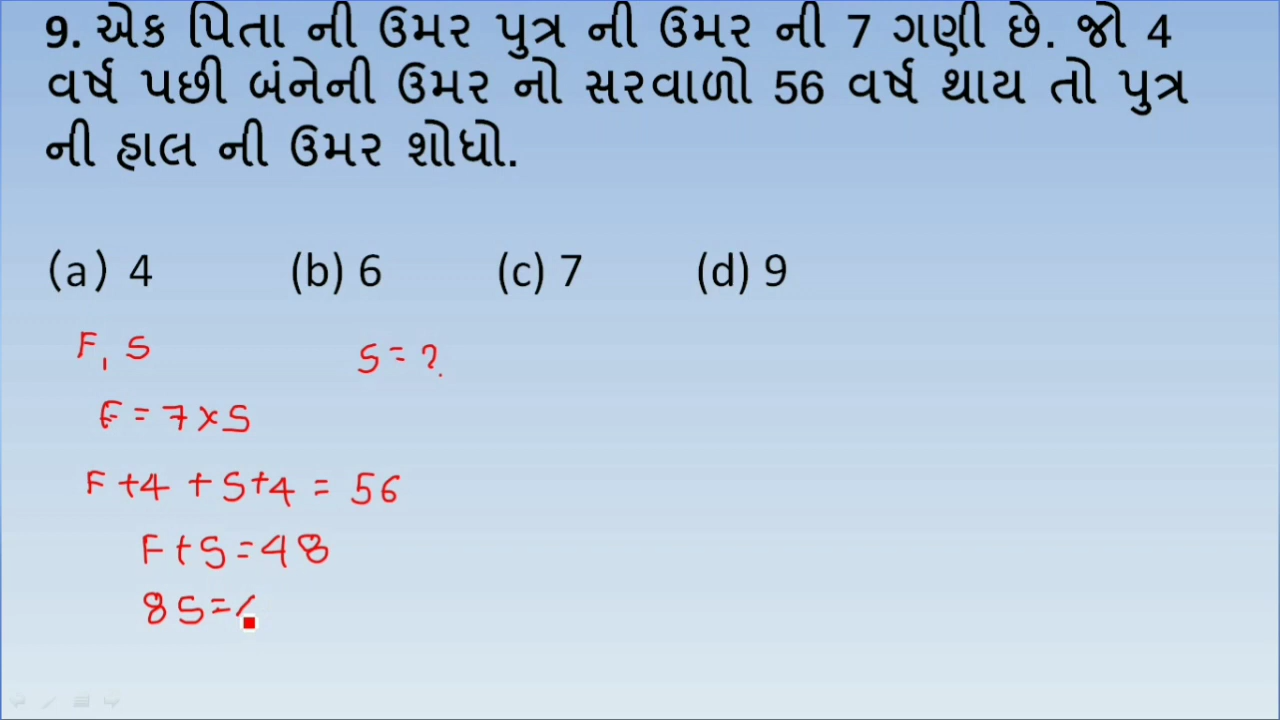 9. એક પિતા ની ઉમર પુત્ર ની ઉમર ની 7 ગણી છે. જો 4
વર્ષ પછી બંનેની ઉમર નો સરવાળો 56 વર્ષ થાય તો પુત્ર
ની હાલ ની ઉમર શોધો.
(a) 4 (b) 6 (c) 7 (d) 9
F, S S = ?
F = 7 x S
F + 4 + S + 4 = 56
F + S = 48
8 S =